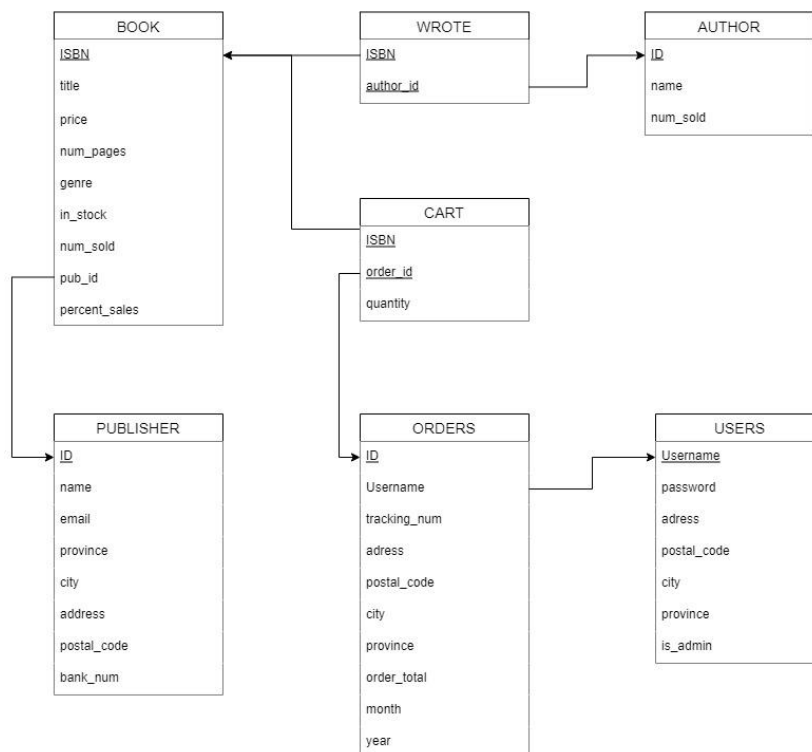 BOOK
ISBN
title
price
num_pages
genre
in_stock
num_sold
pub_id
percent_sales
WROTE
ISBN
author_id
AUTHOR
ID
name
num_sold
CART
ISBN
order_id
quantity
PUBLISHER
ID
name
email
province
city
address
postal_code
bank_num
ORDERS
ID
Username
tracking_num
adress
postal_code
city
province
order_total
month
year
USERS
Username
password
adress
postal_code
city
province
is_admin